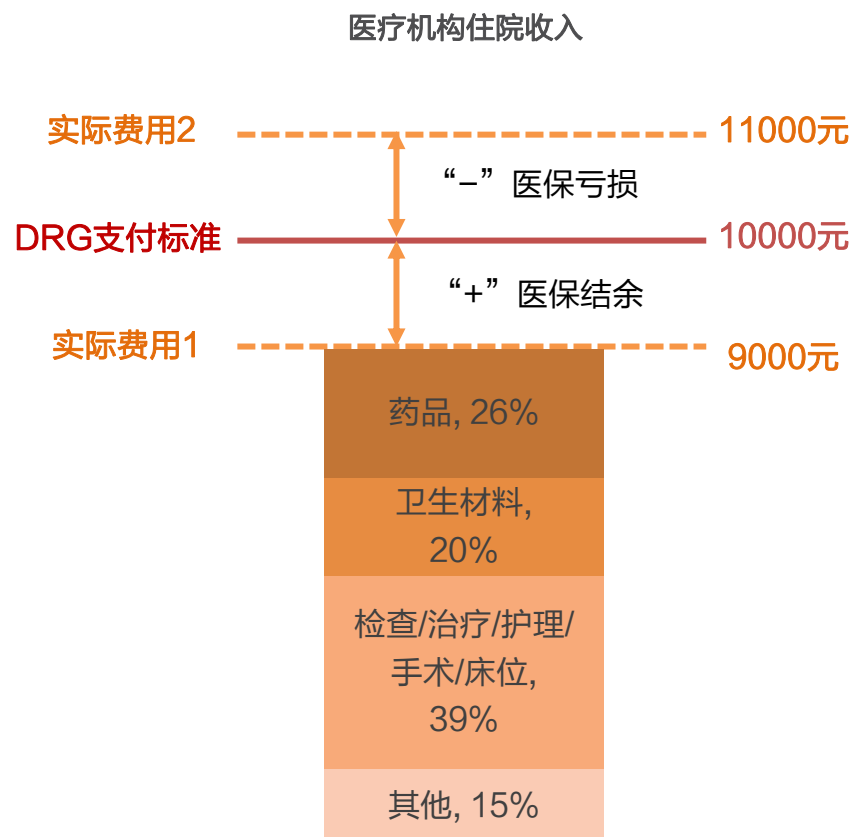 医疗机构住院收入
实际费用2
11000元
“−”医保亏损
DRG支付标准
10000元
“+”医保结余
实际费用1
9000元
药品, 26%
卫生材料,
20%
检查/治疗/护理/
手术/床位,
39%
其他, 15%